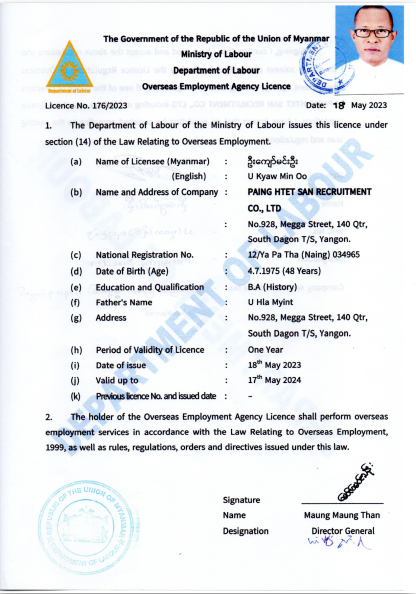 The Government of the Republic of the Union of Myanmar
Ministry of Labour
Department of Labour
Overseas Employment Agency Licence
Department of Labour
Licence No. 176/2023 Date: 18 May 2023
1. The Department of Labour of the Ministry of Labour issues this licence under
section (14) of the Law Relating to Overseas Employment.
(a) Name of Licensee (Myanmar) : ဦးကျော်မင်းဦး
(English) : U Kyaw Min Oo
(b) Name and Address of Company : PAING HTET SAN RECRUITMENT
CO., LTD
: No.928, Megga Street, 140 Qtr,
South Dagon T/S, Yangon.
(c) National Registration No. : 12/Ya Pa Tha (Naing) 034965
(d) Date of Birth (Age) : 4.7.1975 (48 Years)
(e) Education and Qualification : B.A (History)
(f) Father's Name : U Hla Myint
(g) Address : No.928, Megga Street, 140 Qtr,
South Dagon T/S, Yangon.
(h) Period of Validity of Licence : One Year
(i) Date of issue : 18th May 2023
(j) Valid up to : 17th May 2024
(k) Previous licence No. and issued date : -
2. The holder of the Overseas Employment Agency Licence shall perform overseas
employment services in accordance with the Law Relating to Overseas Employment,
1999, as well as rules, regulations, orders and directives issued under this law.
DEPARTMENT OF LABOUR
Signature
Name Maung Maung Than
Designation Director General
REPUBLIC OF THE UNION OF MYANMAR
DEPARTMENT OF LABOUR